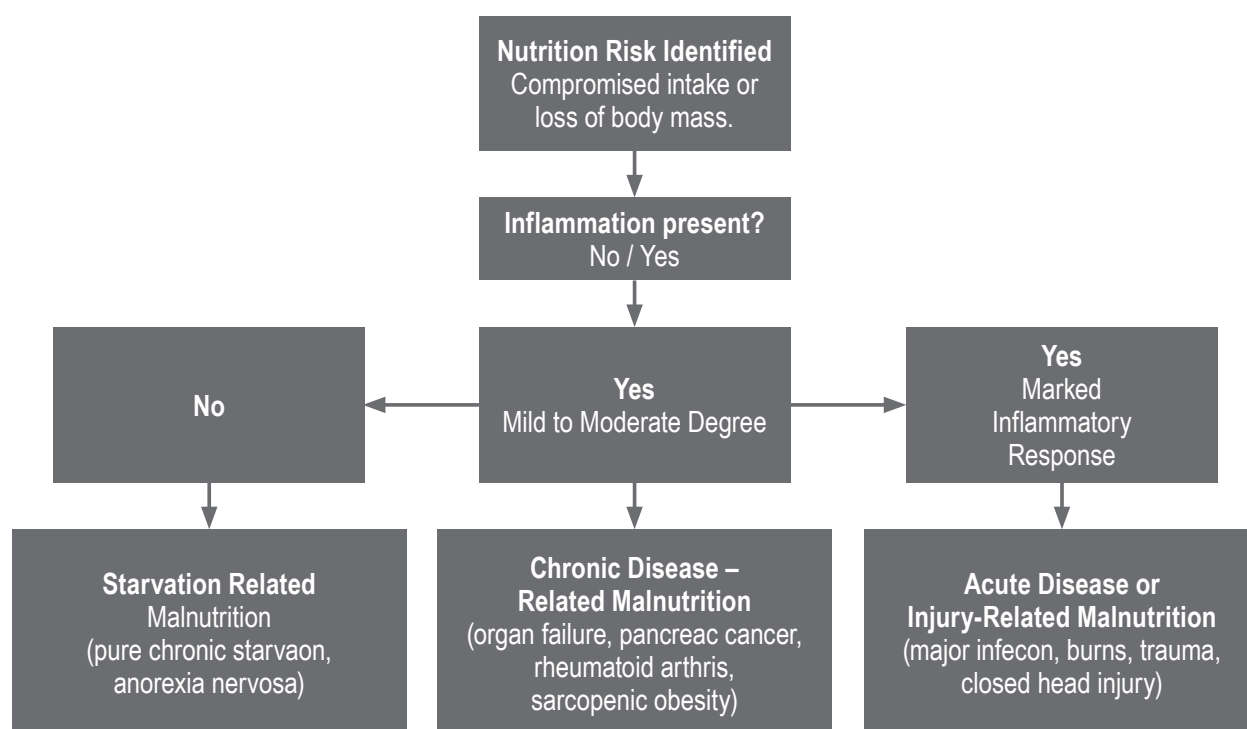 Nutrition Risk Identified
Compromised intake or
loss of body mass.
Inflammation present?
No / Yes
No
Yes
Mild to Moderate Degree
Yes
Marked
Inflammatory
Response
Starvation Related
Malnutrition
(pure chronic starvaon,
anorexia nervosa)
Chronic Disease –
Related Malnutrition
(organ failure, pancreac cancer,
rheumatoid arthris,
sarcopenic obesity)
Acute Disease or
Injury-Related Malnutrition
(major infecon, burns, trauma,
closed head injury)